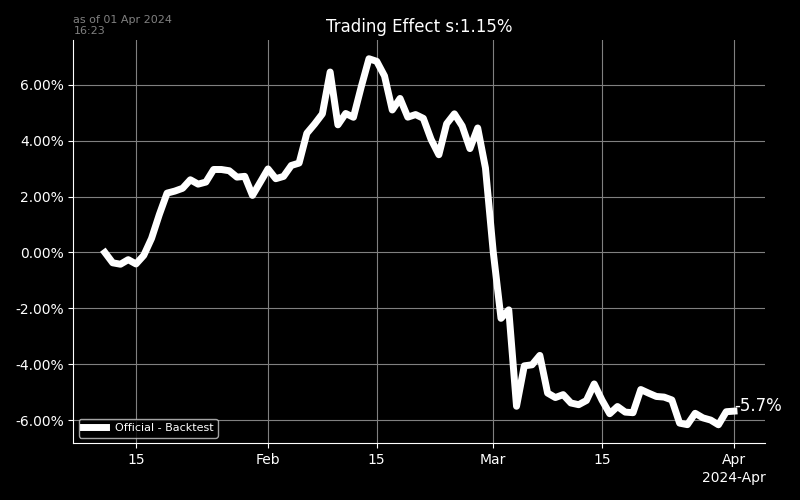 as of 01 Apr 2024
16:23
Trading Effect s:1.15%
6.00%
4.00%
2.00%
0.00%
-2.00%
-4.00%
-6.00%
-5.7%
Official - Backtest
15
Feb
15
Mar
15
Apr
2024-Apr